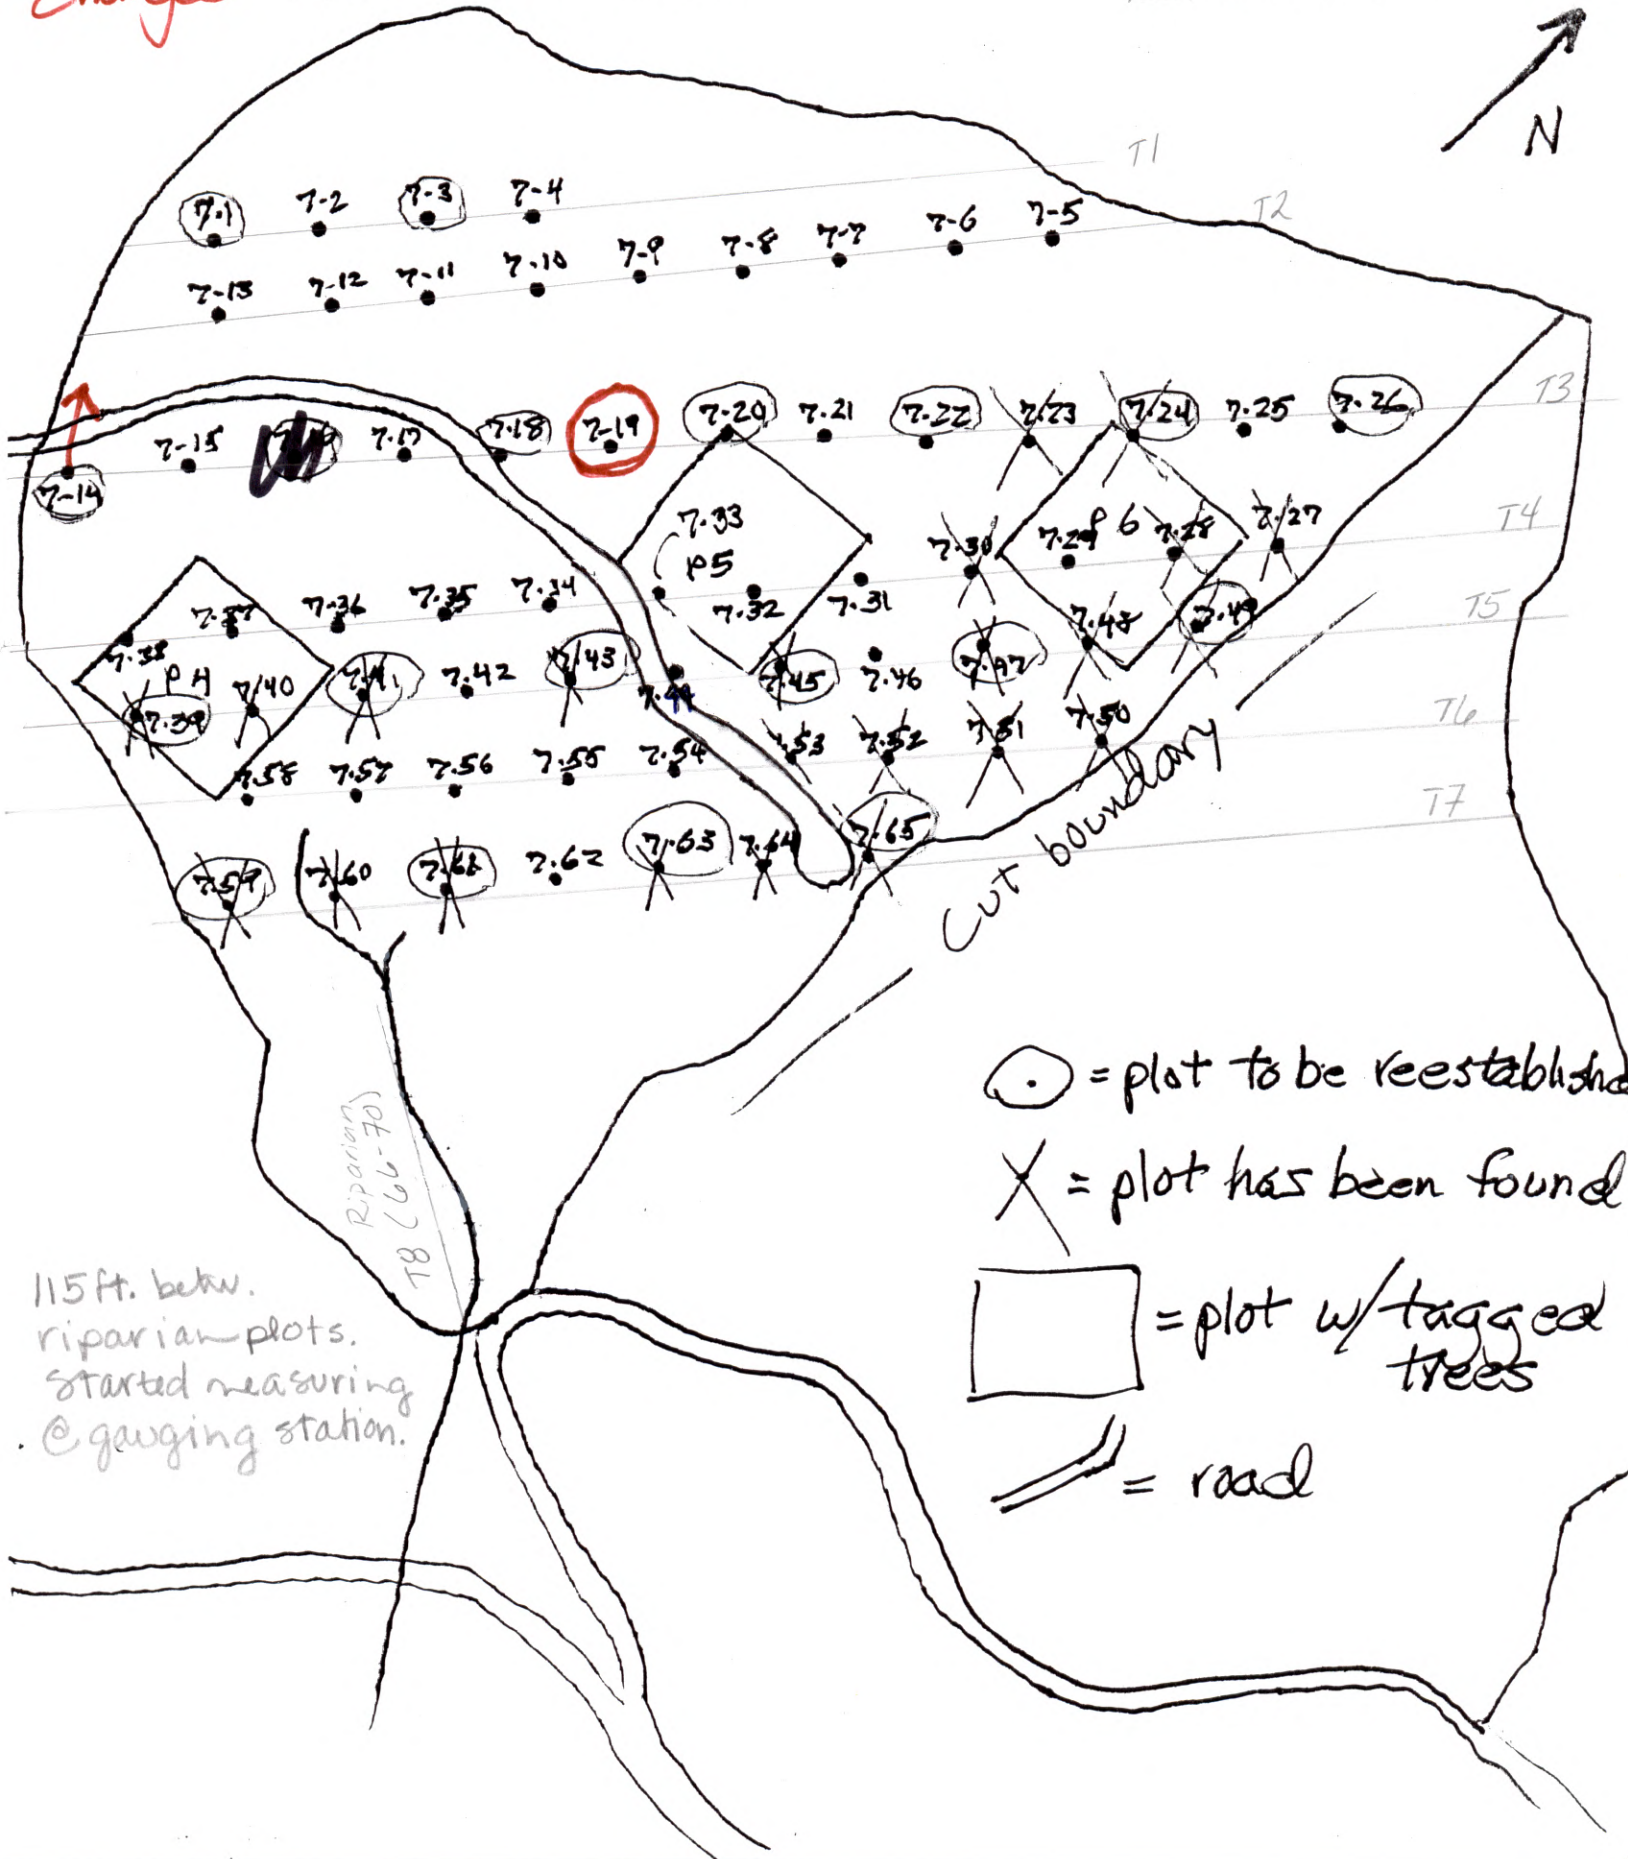 N
T1
7-1 7-2 7-3 7-4
T2
7-13 7-12 7-11 7-10 7-9 7-8 7-7 7-6 7-5
T3
7-14 7-15 7-17 7-18 7-19 7-20 7-21 7-22 7-23 7-24 7-25 7-26
T4
7-38 7-37 7-36 7-35 7-34 7-33 7-32 7-31 7-30 7-29 7-28 7-27
P5
P6
T5
P4
7-39 7-40 7-41 7-42 7-43 7-44 7-45 7-46 7-47 7-48 7-49
T6
7-58 7-57 7-56 7-55 7-54 7-53 7-52 7-51 7-50
T7
7-59 7-60 7-61 7-62 7-63 7-64 7-65
Cut boundary
Riparian
T8 (66-70)
= plot to be
= plot has been found
= plot w/ tagged
trees
= road
115 ft. betw.
riparian plots.
Started measuring
@ gauging station.